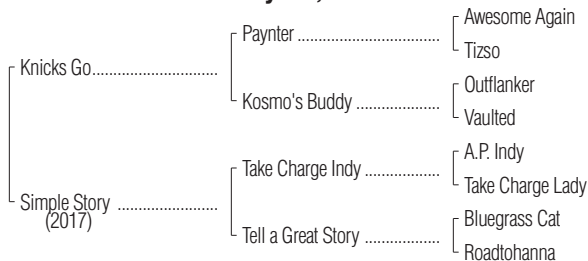 Awesome Again
Paynter ........................................
Tizso
Knicks Go...................................
Outflanker
Kosmo's Buddy .......................
Vaulted
A.P. Indy
Take Charge Indy .....................
Take Charge Lady
Simple Story ............................
(2017)
Bluegrass Cat
Tell a Great Story .....................
Roadtohanna